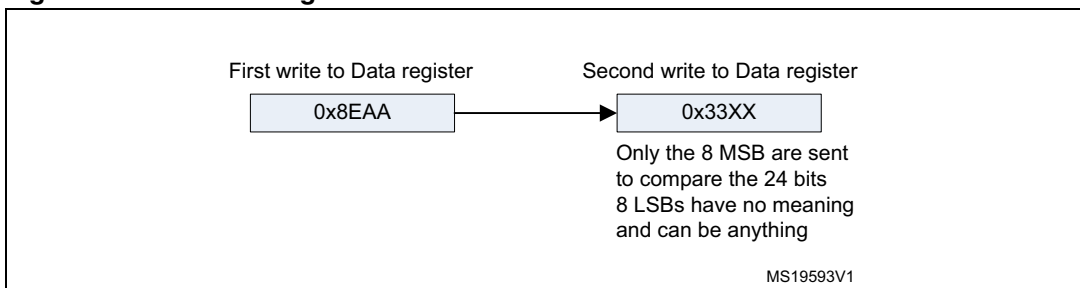 First write to Data register
Second write to Data register
0x8EAA
0x33XX
Only the 8 MSB are sent
to compare the 24 bits
8 LSBs have no meaning
and can be anything
MS19593V1